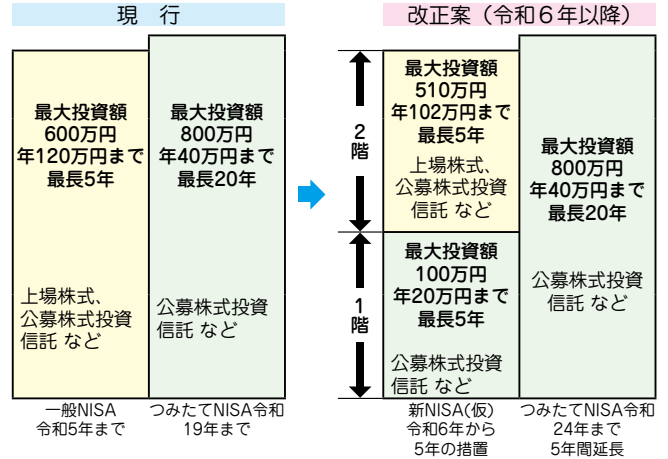 現 行
最大投資額
600万円
年120万円まで
最長5年
上場株式、
公募株式投資
信託 など
一般NISA
令和5年まで
最大投資額
800万円
年40万円まで
最長20年
公募株式投資
信託 など
つみたてNISA令和
19年まで
改正案（令和6年以降）
2
階
最大投資額
510万円
年102万円まで
最長5年
上場株式、
公募株式投資
信託 など
1
階
最大投資額
100万円
年20万円まで
最長5年
公募株式投資
信託 など
新NISA(仮)
令和6年から
5年の措置
最大投資額
800万円
年40万円まで
最長20年
公募株式投資
信託 など
つみたてNISA令和
24年まで
5年間延長